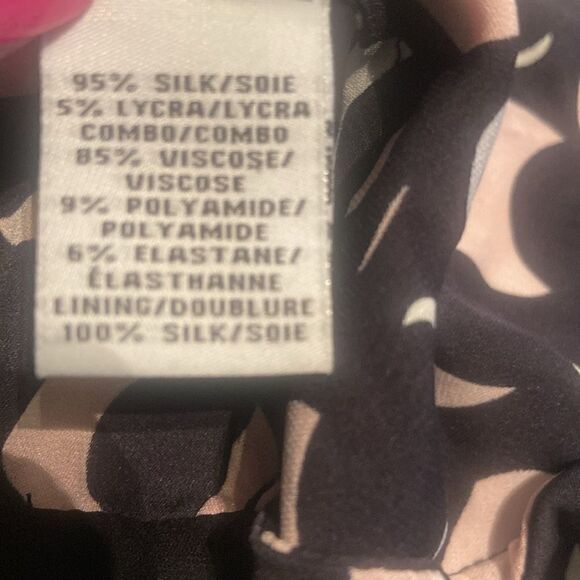 95% SILK/SOIE
5% LYCRA/LYCRA
COMBO/COMBO
85% VISCOSE/
VISCOSE
9% POLYAMIDE/
POLYAMIDE
6% ELASTANE/
ÉLASTHANNE
LINING/DOUBLURE
100% SILK/SOIE